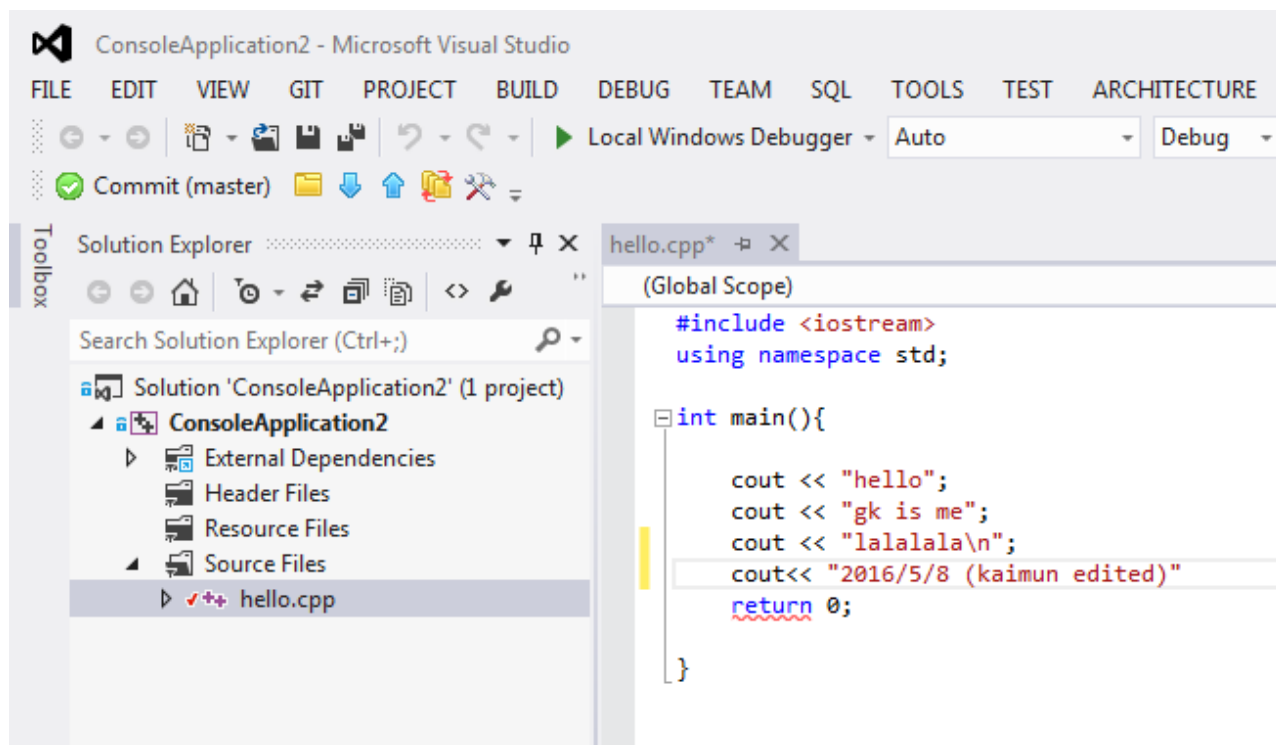 ConsoleApplication2 - Microsoft Visual Studio
FILE EDIT VIEW GIT PROJECT BUILD DEBUG TEAM SQL TOOLS TEST ARCHITECTURE
Local Windows Debugger Auto Debug
Commit (master)
Toolbox
Solution Explorer
Search Solution Explorer (Ctrl+;)
Solution 'ConsoleApplication2' (1 project)
ConsoleApplication2
External Dependencies
Header Files
Resource Files
Source Files
hello.cpp
hello.cpp*
(Global Scope)
#include <iostream>
using namespace std;
int main(){
cout << "hello";
cout << "gk is me";
cout << "lalalala\n";
cout<< "2016/5/8 (kaimun edited)"
return 0;
}